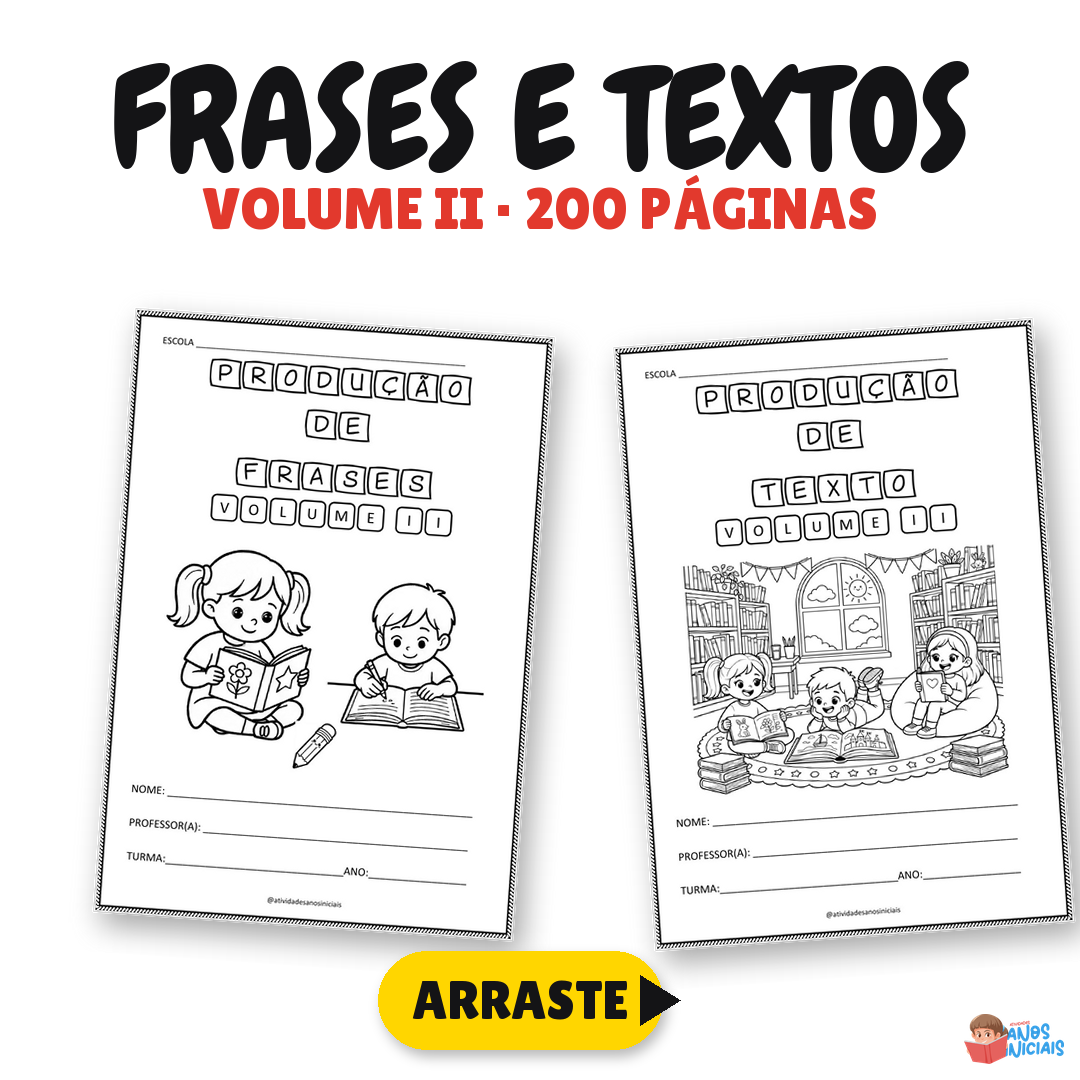 FRASES E TEXTOS
VOLUME II · 200 PÁGINAS
ESCOLA
PRODUÇÃO
DE
FRASES
VOLUME II
NOME:
PROFESSOR(A):
TURMA: ANO:
@atividadesanosiniciais
ESCOLA
PRODUÇÃO
DE
TEXTO
VOLUME II
NOME:
PROFESSOR(A):
TURMA: ANO:
@atividadesanosiniciais
ARRASTE
ATIVIDADES
ANOS
INICIAIS